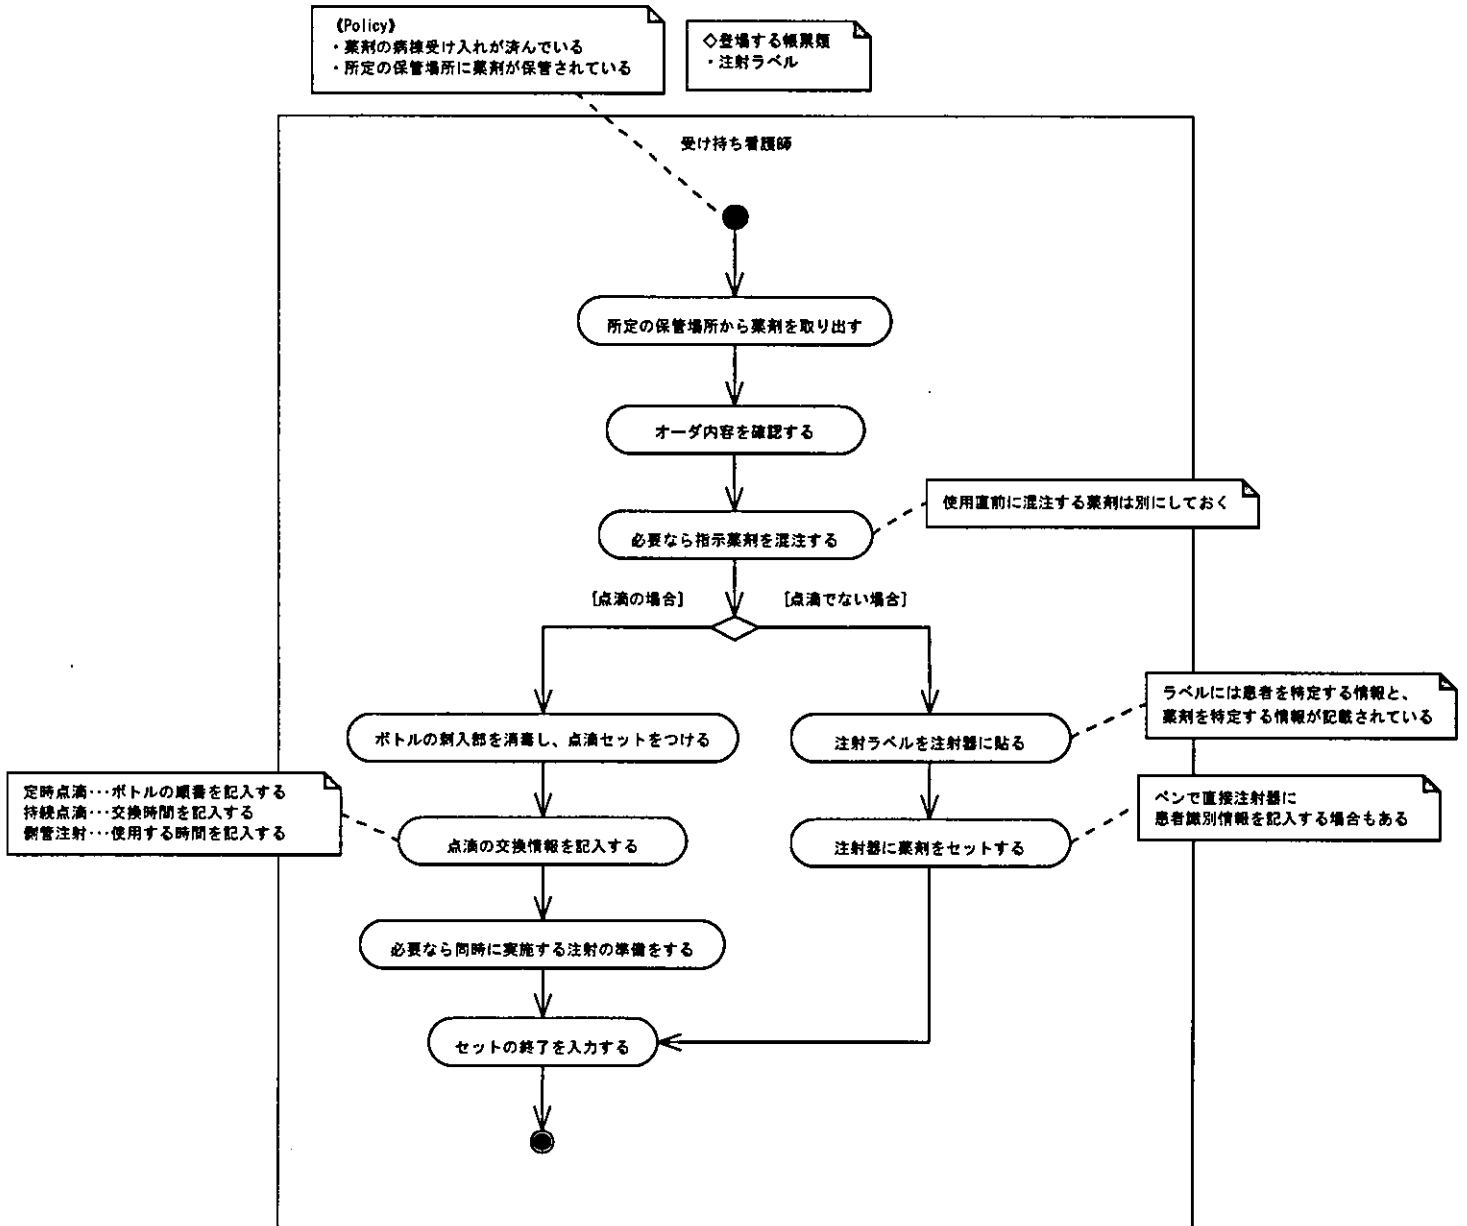 《Policy》
・薬剤の病棟受け入れが済んでいる
・所定の保管場所に薬剤が保管されている
◇登場する帳票類
・注射ラベル
受け持ち看護師
所定の保管場所から薬剤を取り出す
オーダ内容を確認する
使用直前に混注する薬剤は別にしておく
必要なら指示薬剤を混注する
[点滴の場合]
[点滴でない場合]
ラベルには患者を特定する情報と、
薬剤を特定する情報が記載されている
ボトルの刺入部を消毒し、点滴セットをつける
注射ラベルを注射器に貼る
定時点滴･･･ボトルの順番を記入する
持続点滴･･･交換時間を記入する
側管注射･･･使用する時間を記入する
ペンで直接注射器に
患者識別情報を記入する場合もある
点滴の交換情報を記入する
注射器に薬剤をセットする
必要なら同時に実施する注射の準備をする
セットの終了を入力する